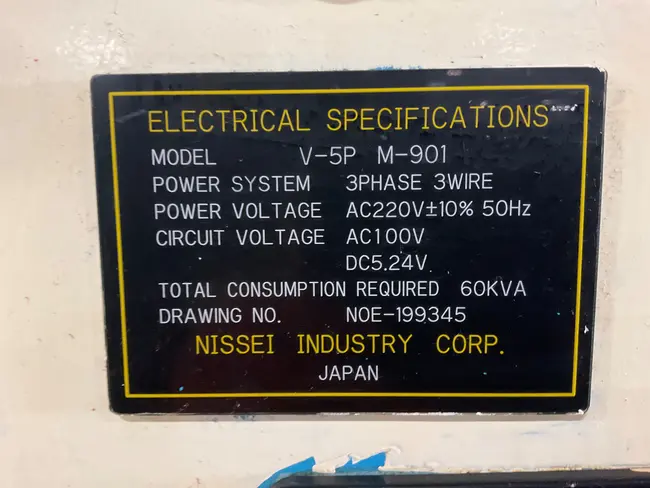 ELECTRICAL SPECIFICATIONS
MODEL V-5P M-901
POWER SYSTEM 3PHASE 3WIRE
POWER VOLTAGE AC220V±10% 50Hz
CIRCUIT VOLTAGE AC100V
DC5.24V
TOTAL CONSUMPTION REQUIRED 60KVA
DRAWING NO. NOE-199345
NISSEI INDUSTRY CORP.
JAPAN